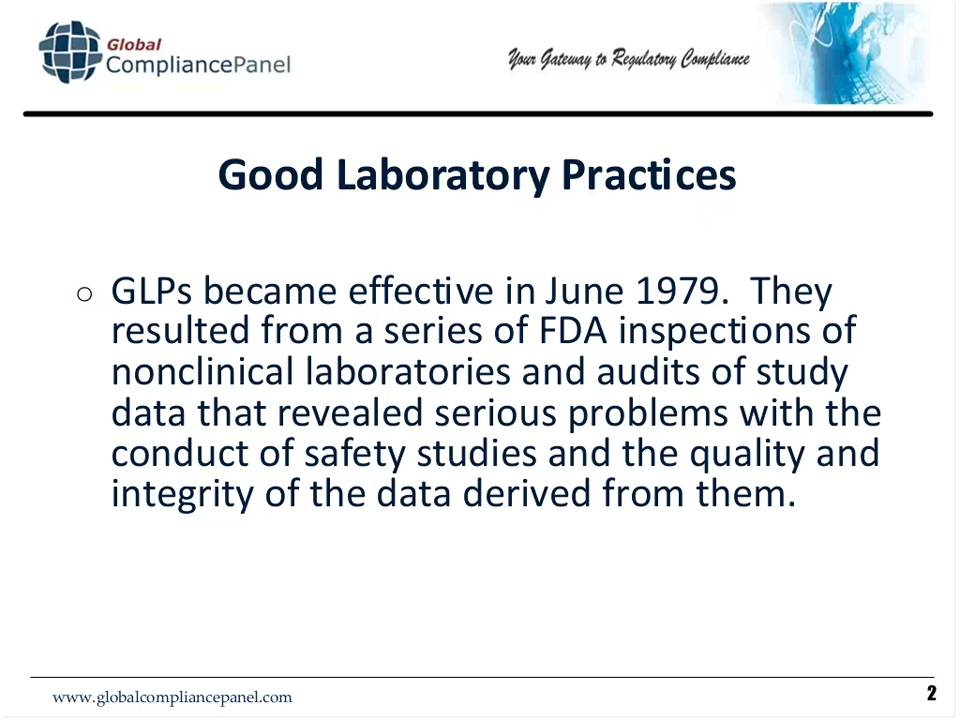 Global
CompliancePanel
Your Gateway to Regulatory Compliance
Good Laboratory Practices
○ GLPs became effective in June 1979.  They
resulted from a series of FDA inspections of
nonclinical laboratories and audits of study
data that revealed serious problems with the
conduct of safety studies and the quality and
integrity of the data derived from them.
www.globalcompliancepanel.com
2